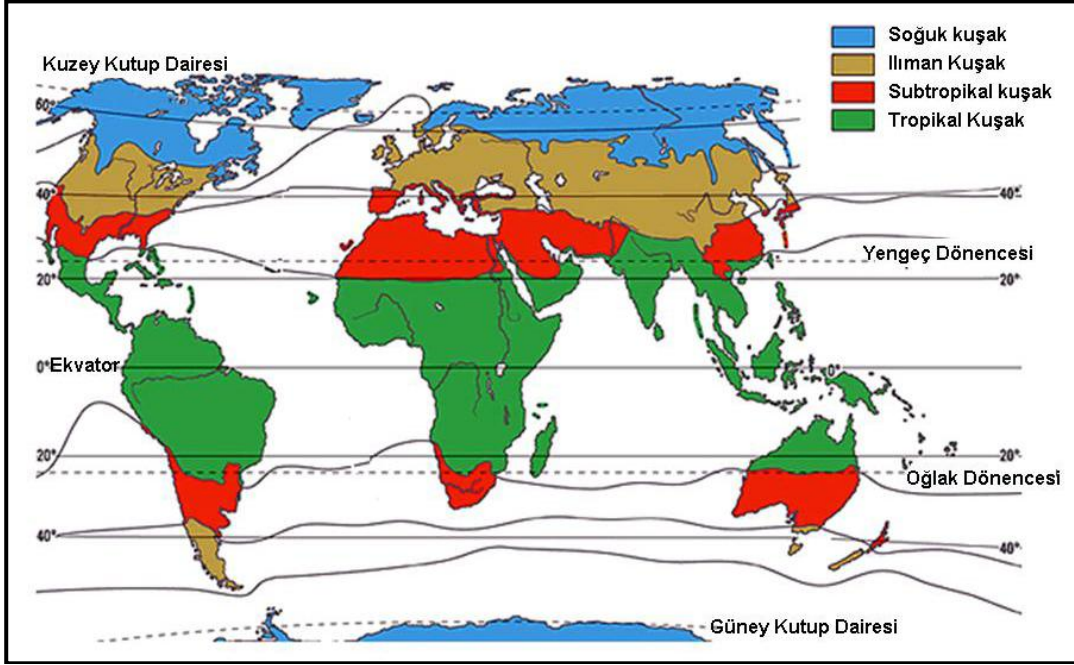 Soğuk kuşak
Ilıman Kuşak
Subtropikal kuşak
Tropikal Kuşak
Kuzey Kutup Dairesi
60°
40°
40°
Yengeç Dönencesi
20°
20°
Ekvator
0°
0°
20°
20°
Oğlak Dönencesi
40°
40°
Güney Kutup Dairesi